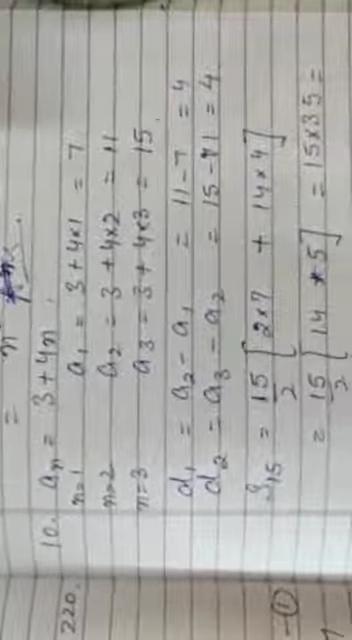 = n
10. aₙ = 3 + 4n.
220. n=1 a₁ = 3 + 4×1 = 7
n=2 a₂ = 3 + 4×2 = 11
n=3 a₃ = 3 + 4×3 = 15
d₁ = a₂ - a₁ = 11 - 7 = 4
d₂ = a₃ - a₂ = 15 - 11 = 4
S₁₅ = 15/2 [2×7 + 14×4]
-① = 15/2 [14 * 5] = 15×35 =